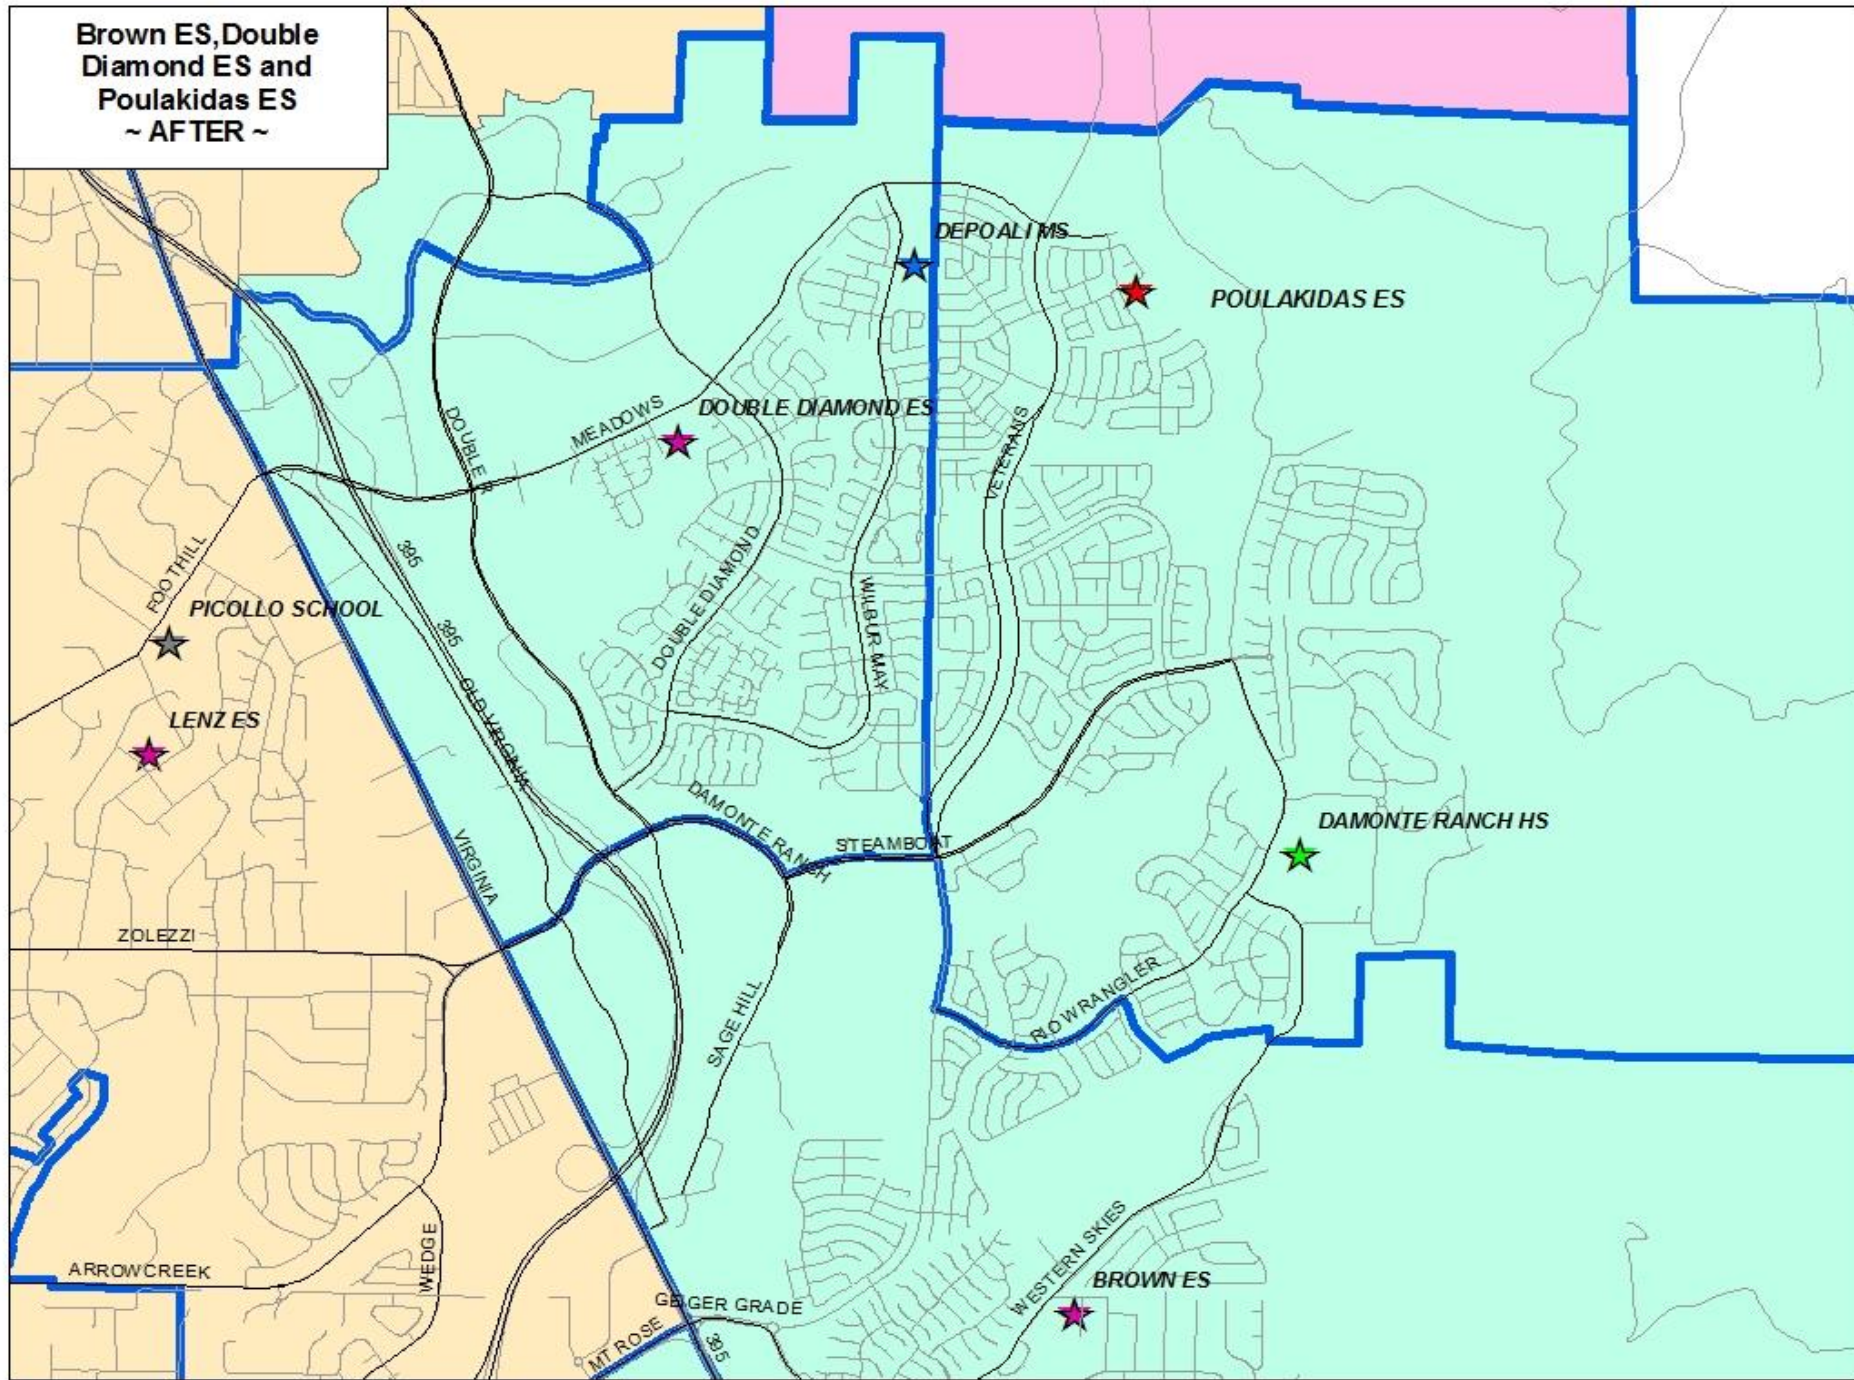 Brown ES,Double
Diamond ES and
Poulakidas ES
~ AFTER ~
DEPOALI MS
POULAKIDAS ES
DOUBLE DIAMOND ES
MEADOWS
DOUBLE R
VETERANS
395
FOOTHILL
PICOLLO SCHOOL
DOUBLE DIAMOND
WILBUR MAY
395
OLD VIRGINIA
LENZ ES
DAMONTE RANCH
STEAMBOAT
DAMONTE RANCH HS
VIRGINIA
ZOLEZZI
SAGE HILL
RIO WRANGLER
WESTERN SKIES
BROWN ES
ARROWCREEK
WEDGE
GEIGER GRADE
MT ROSE
395